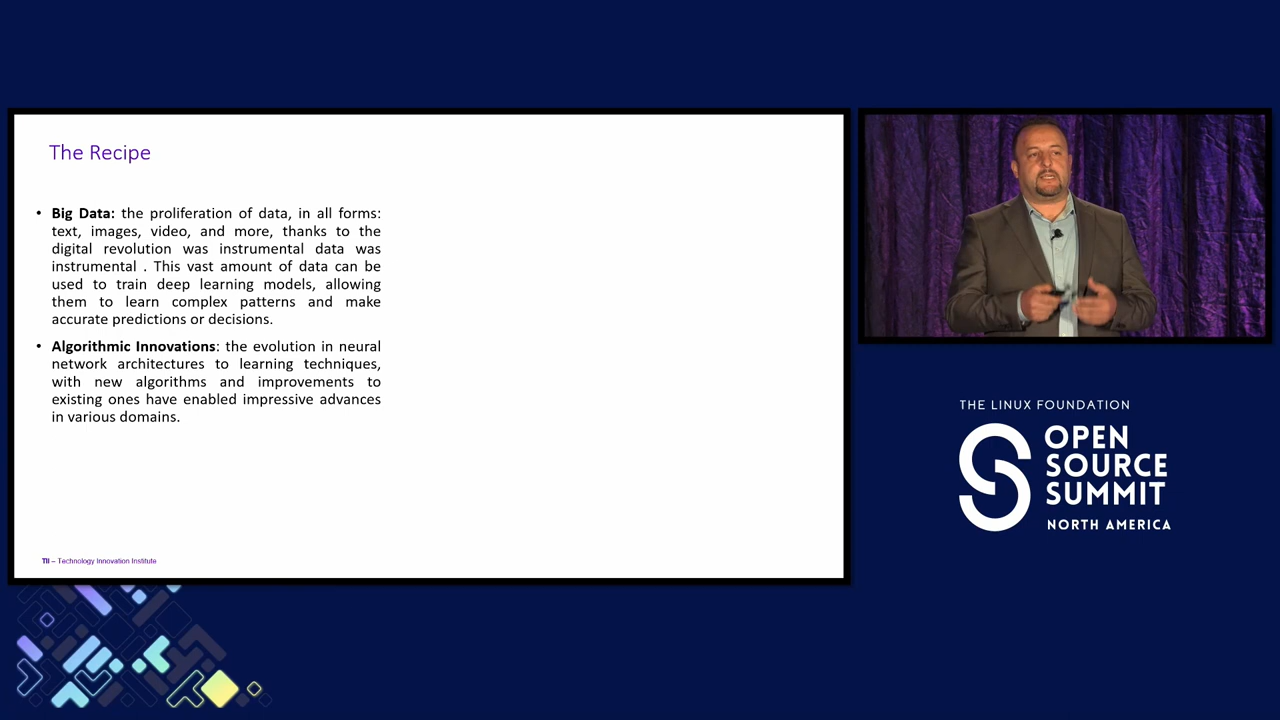 The Recipe
• Big Data: the proliferation of data, in all forms:
text, images, video, and more, thanks to the
digital revolution was instrumental data was
instrumental . This vast amount of data can be
used to train deep learning models, allowing
them to learn complex patterns and make
accurate predictions or decisions.
• Algorithmic Innovations: the evolution in neural
network architectures to learning techniques,
with new algorithms and improvements to
existing ones have enabled impressive advances
in various domains.
TII – Technology Innovation Institute
THE LINUX FOUNDATION
OPEN
SOURCE
SUMMIT
NORTH AMERICA